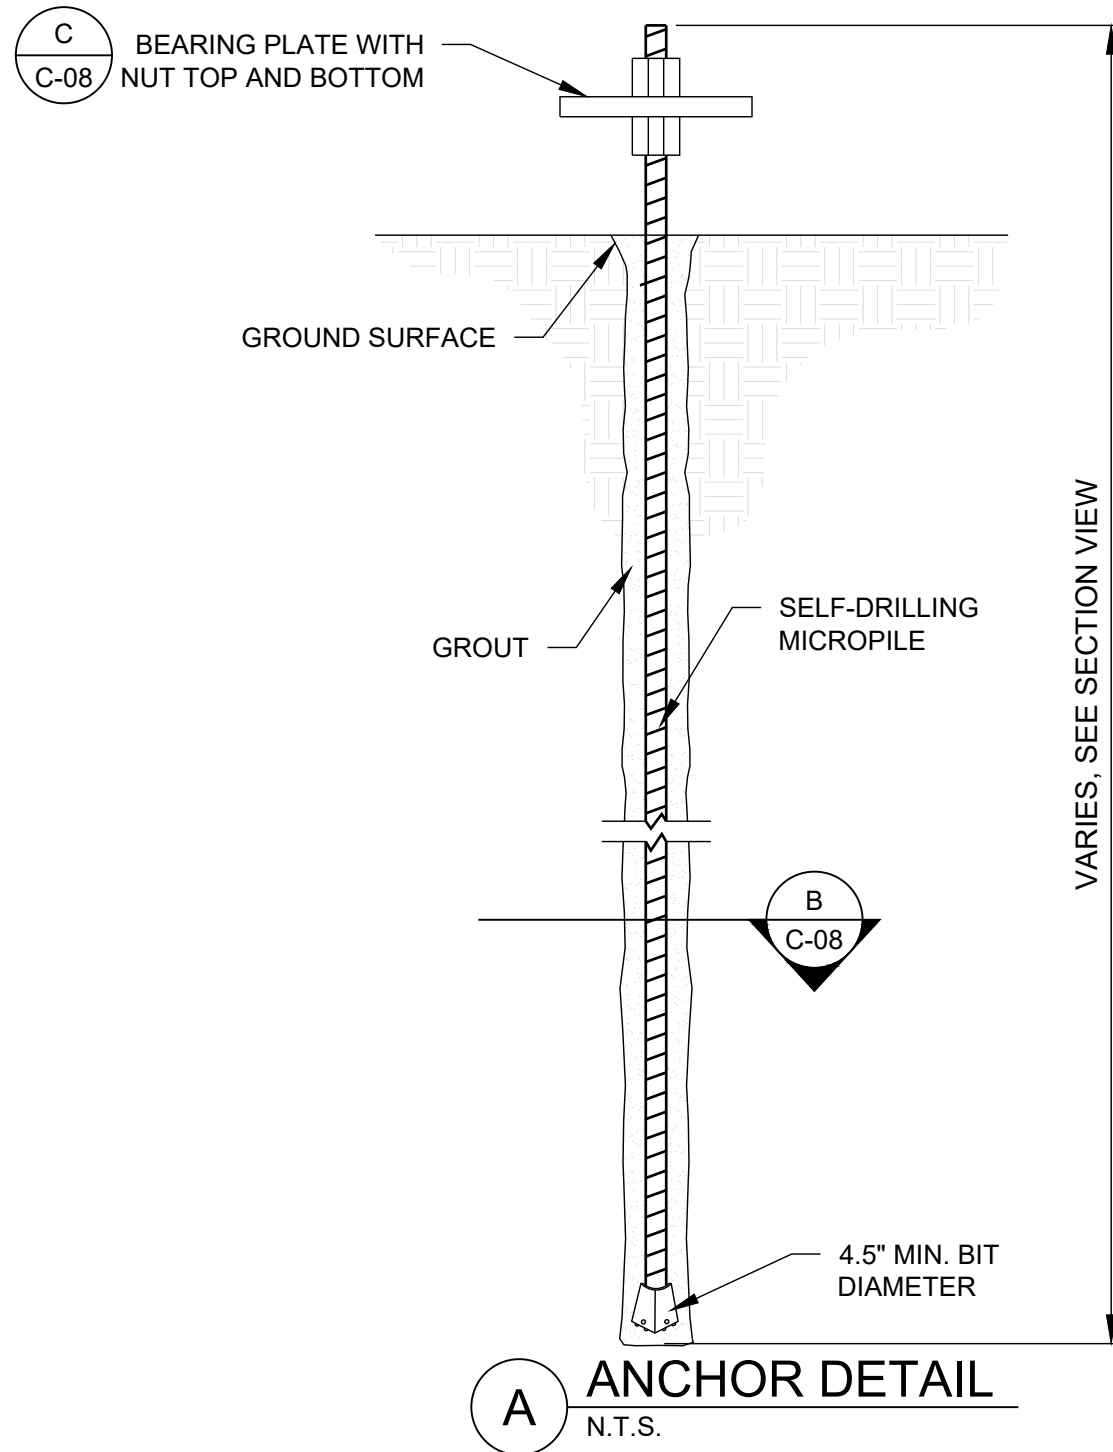 C
C-08
BEARING PLATE WITH
NUT TOP AND BOTTOM
GROUND SURFACE
GROUT
SELF-DRILLING
MICROPILE
VARIES, SEE SECTION VIEW
B
C-08
4.5" MIN. BIT
DIAMETER
A
ANCHOR DETAIL
N.T.S.